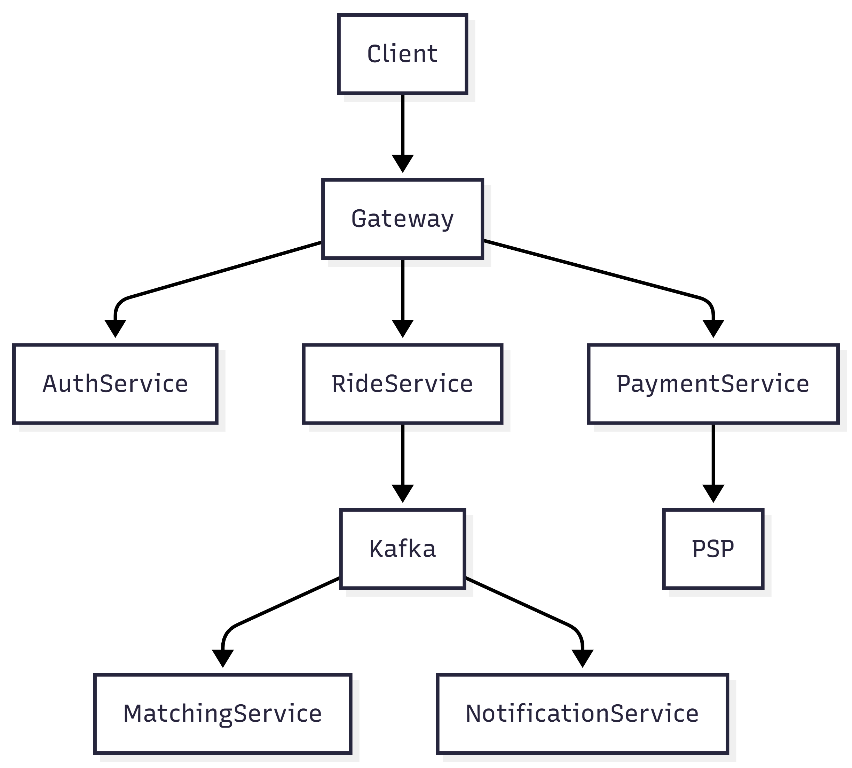 Client
Gateway
AuthService
RideService
PaymentService
Kafka
PSP
MatchingService
NotificationService